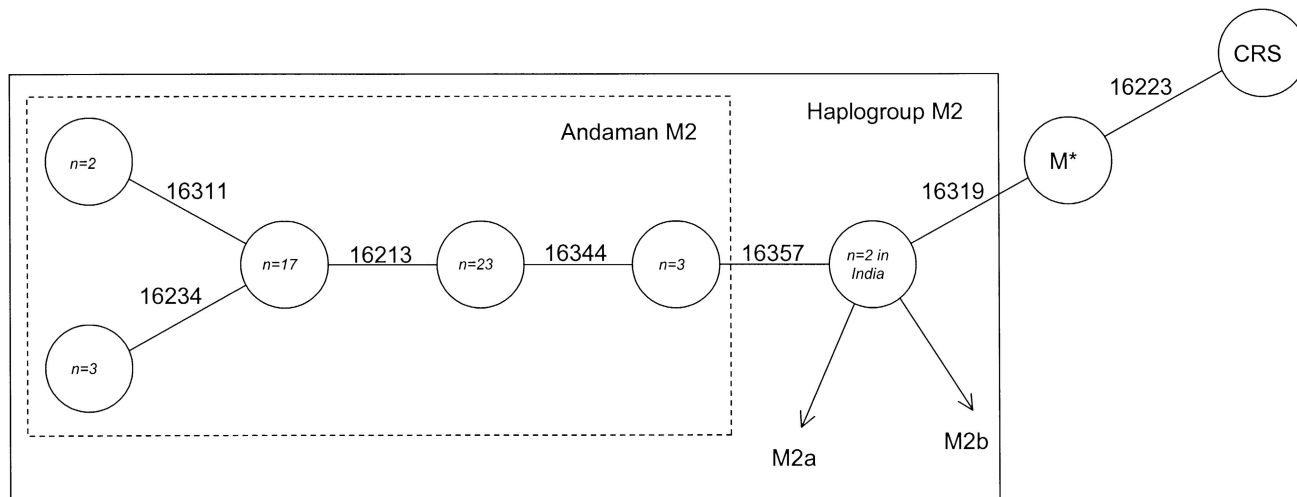 CRS
16223
Haplogroup M2
Andaman M2
M*
n=2
16311
16319
n=17
16213
n=23
16344
n=3
16357
n=2 in
India
16234
n=3
M2a
M2b